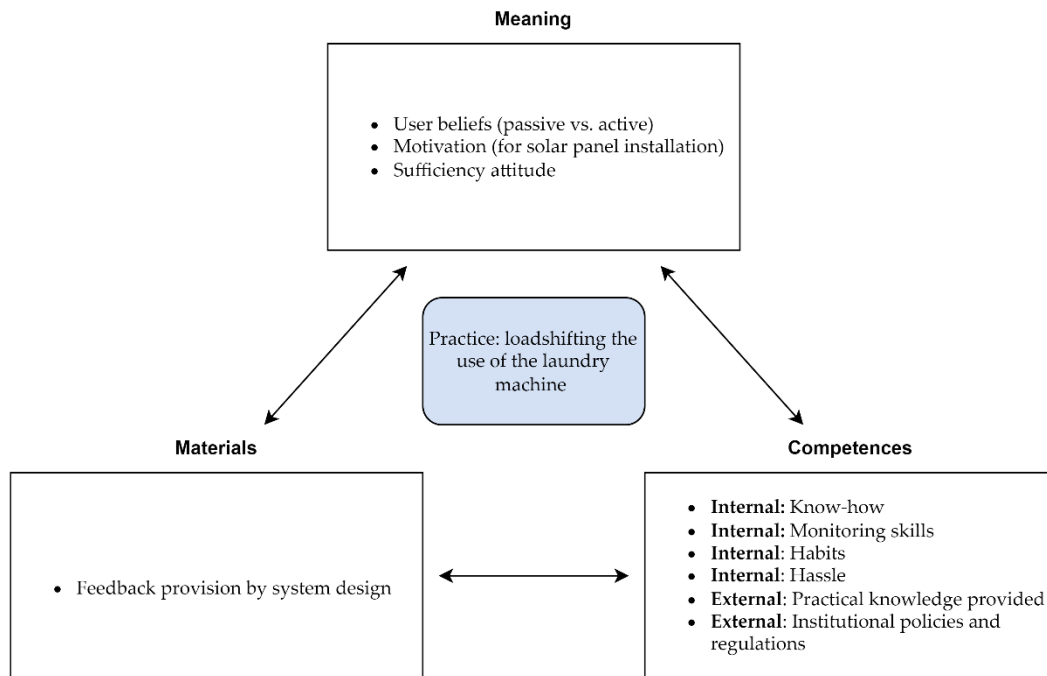 Meaning
• User beliefs (passive vs. active)
• Motivation (for solar panel installation)
• Sufficiency attitude
Practice: loadshifting the
use of the laundry
machine
Materials
• Feedback provision by system design
Competences
• Internal: Know-how
• Internal: Monitoring skills
• Internal: Habits
• Internal: Hassle
• External: Practical knowledge provided
• External: Institutional policies and
regulations